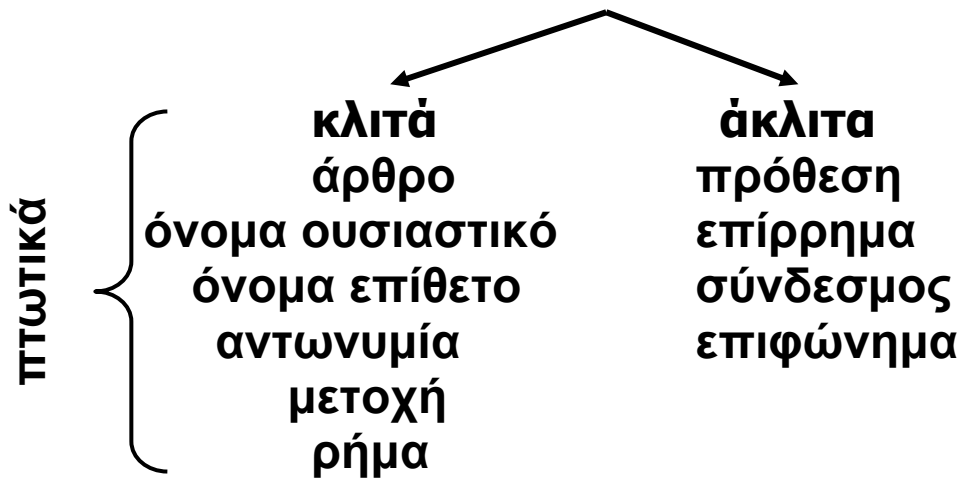 κλιτά
άρθρο
όνομα ουσιαστικό
όνομα επίθετο
αντωνυμία
μετοχή
ρήμα
άκλιτα
πρόθεση
επίρρημα
σύνδεσμος
επιφώνημα
πτωτικά